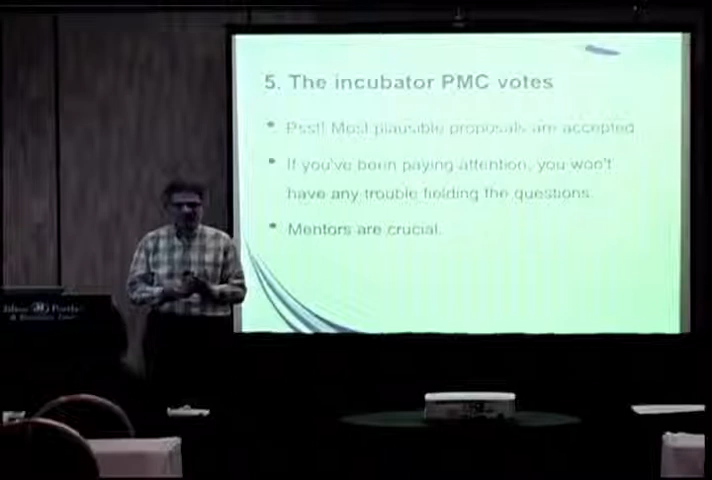 5. The incubator PMC votes
• Psst! Most plausible proposals are accepted
• If you've been paying attention, you won't
have any trouble fielding the questions.
• Mentors are crucial.
Hilton